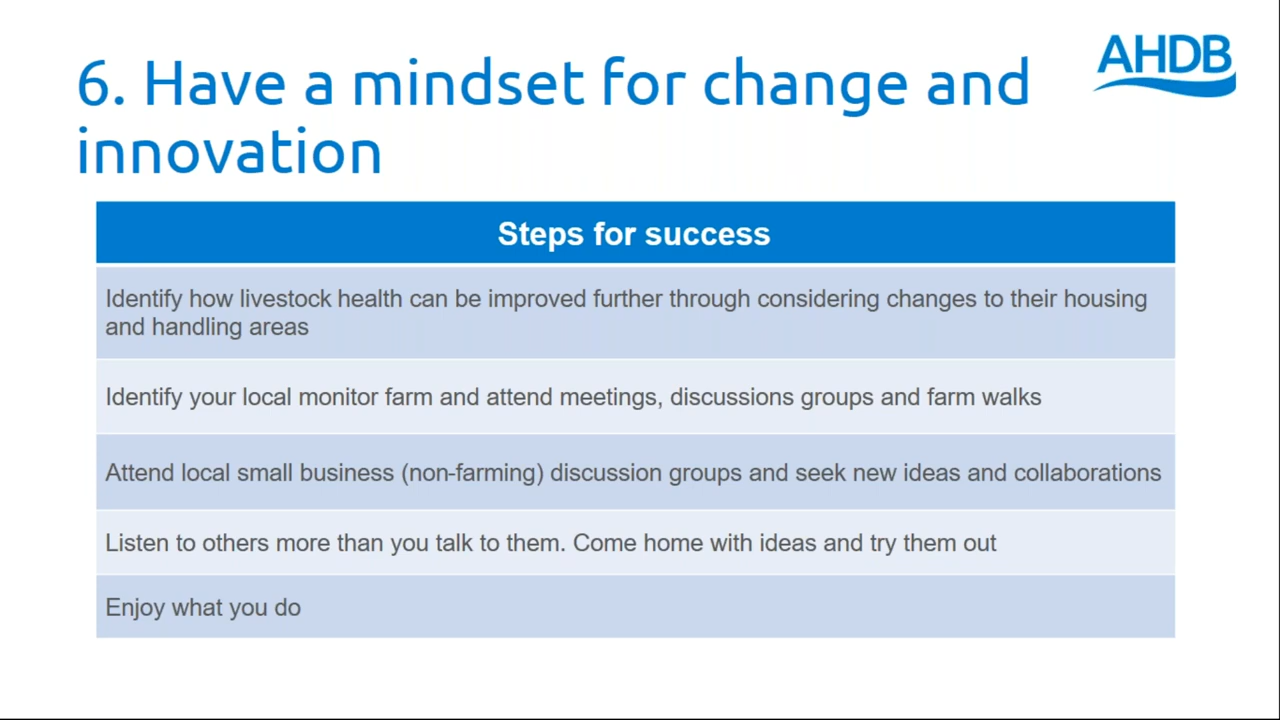 AHDB
6. Have a mindset for change and
innovation
Steps for success
Identify how livestock health can be improved further through considering changes to their housing
and handling areas
Identify your local monitor farm and attend meetings, discussions groups and farm walks
Attend local small business (non-farming) discussion groups and seek new ideas and collaborations
Listen to others more than you talk to them. Come home with ideas and try them out
Enjoy what you do